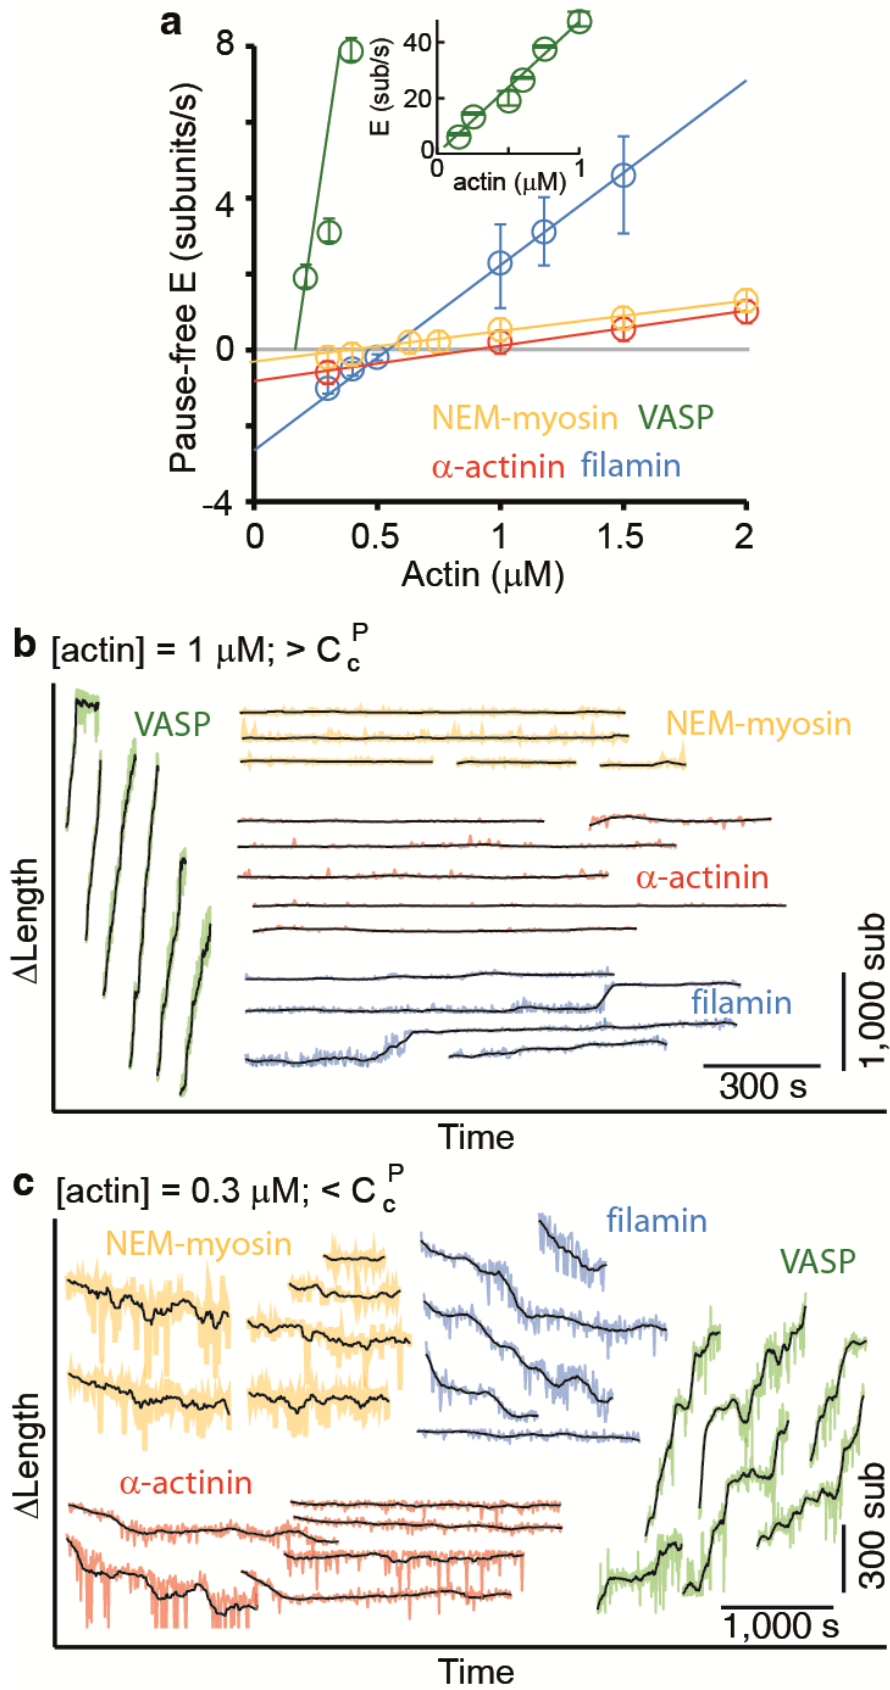 a
8
4
0
-4
Pause-free E (subunits/s)
0 0.5 1 1.5 2
Actin (μM)
40
20
0
E (sub/s)
0 1
actin (μM)
NEM-myosin VASP
α-actinin filamin
b [actin] = 1 μM; > C_c^P
VASP
NEM-myosin
α-actinin
filamin
ΔLength
1,000 sub
300 s
Time
c [actin] = 0.3 μM; < C_c^P
NEM-myosin
filamin
VASP
α-actinin
ΔLength
300 sub
1,000 s
Time